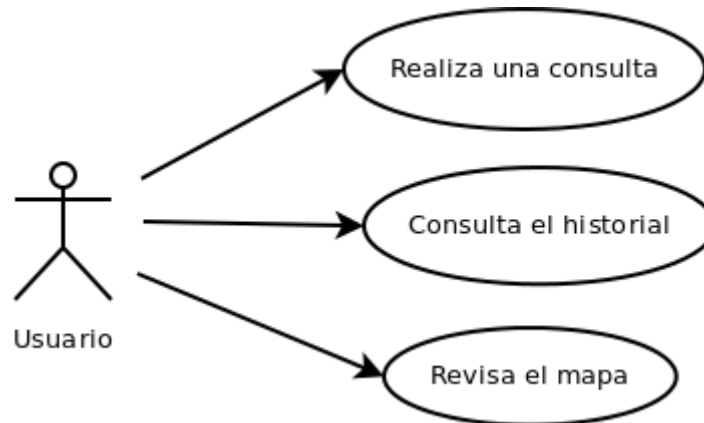 Realiza una consulta
Consulta el historial
Usuario
Revisa el mapa